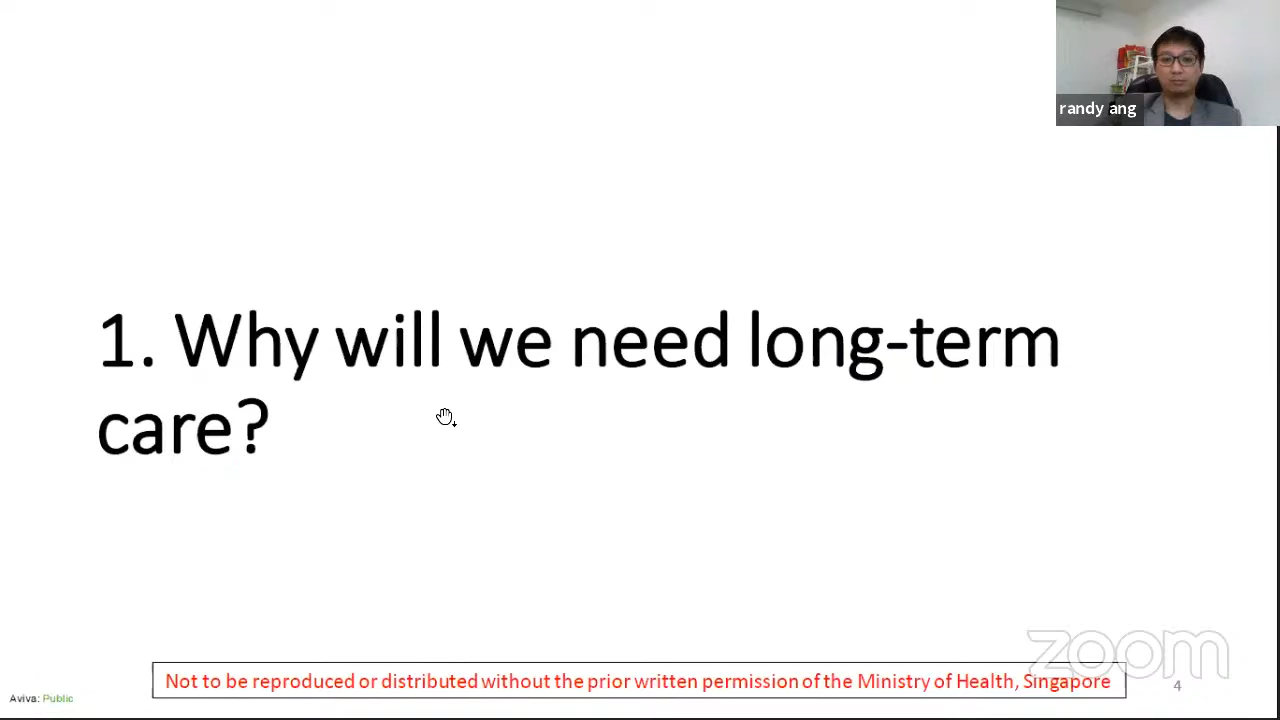 randy ang
1. Why will we need long-term
care?
zoom
Not to be reproduced or distributed without the prior written permission of the Ministry of Health, Singapore
4
Aviva: Public